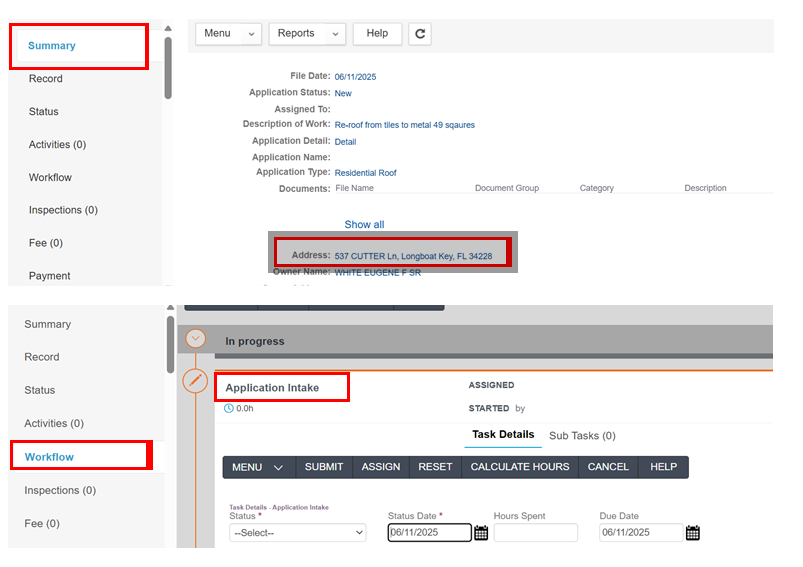 Summary
Record
Status
Activities (0)
Workflow
Inspections (0)
Fee (0)
Payment
Menu Reports Help
File Date: 06/11/2025
Application Status: New
Assigned To:
Description of Work: Re-roof from tiles to metal 49 sqaures
Application Detail: Detail
Application Name:
Application Type: Residential Roof
Documents: File Name Document Group Category Description
Show all
Address: 537 CUTTER Ln, Longboat Key, FL 34228
Owner Name: WHITE EUGENE F SR
Summary
Record
Status
Activities (0)
Workflow
Inspections (0)
Fee (0)
In progress
Application Intake ASSIGNED
0.0h STARTED by
Task Details Sub Tasks (0)
MENU SUBMIT ASSIGN RESET CALCULATE HOURS CANCEL HELP
Task Details - Application Intake
Status * Status Date * Hours Spent Due Date
--Select-- 06/11/2025 06/11/2025